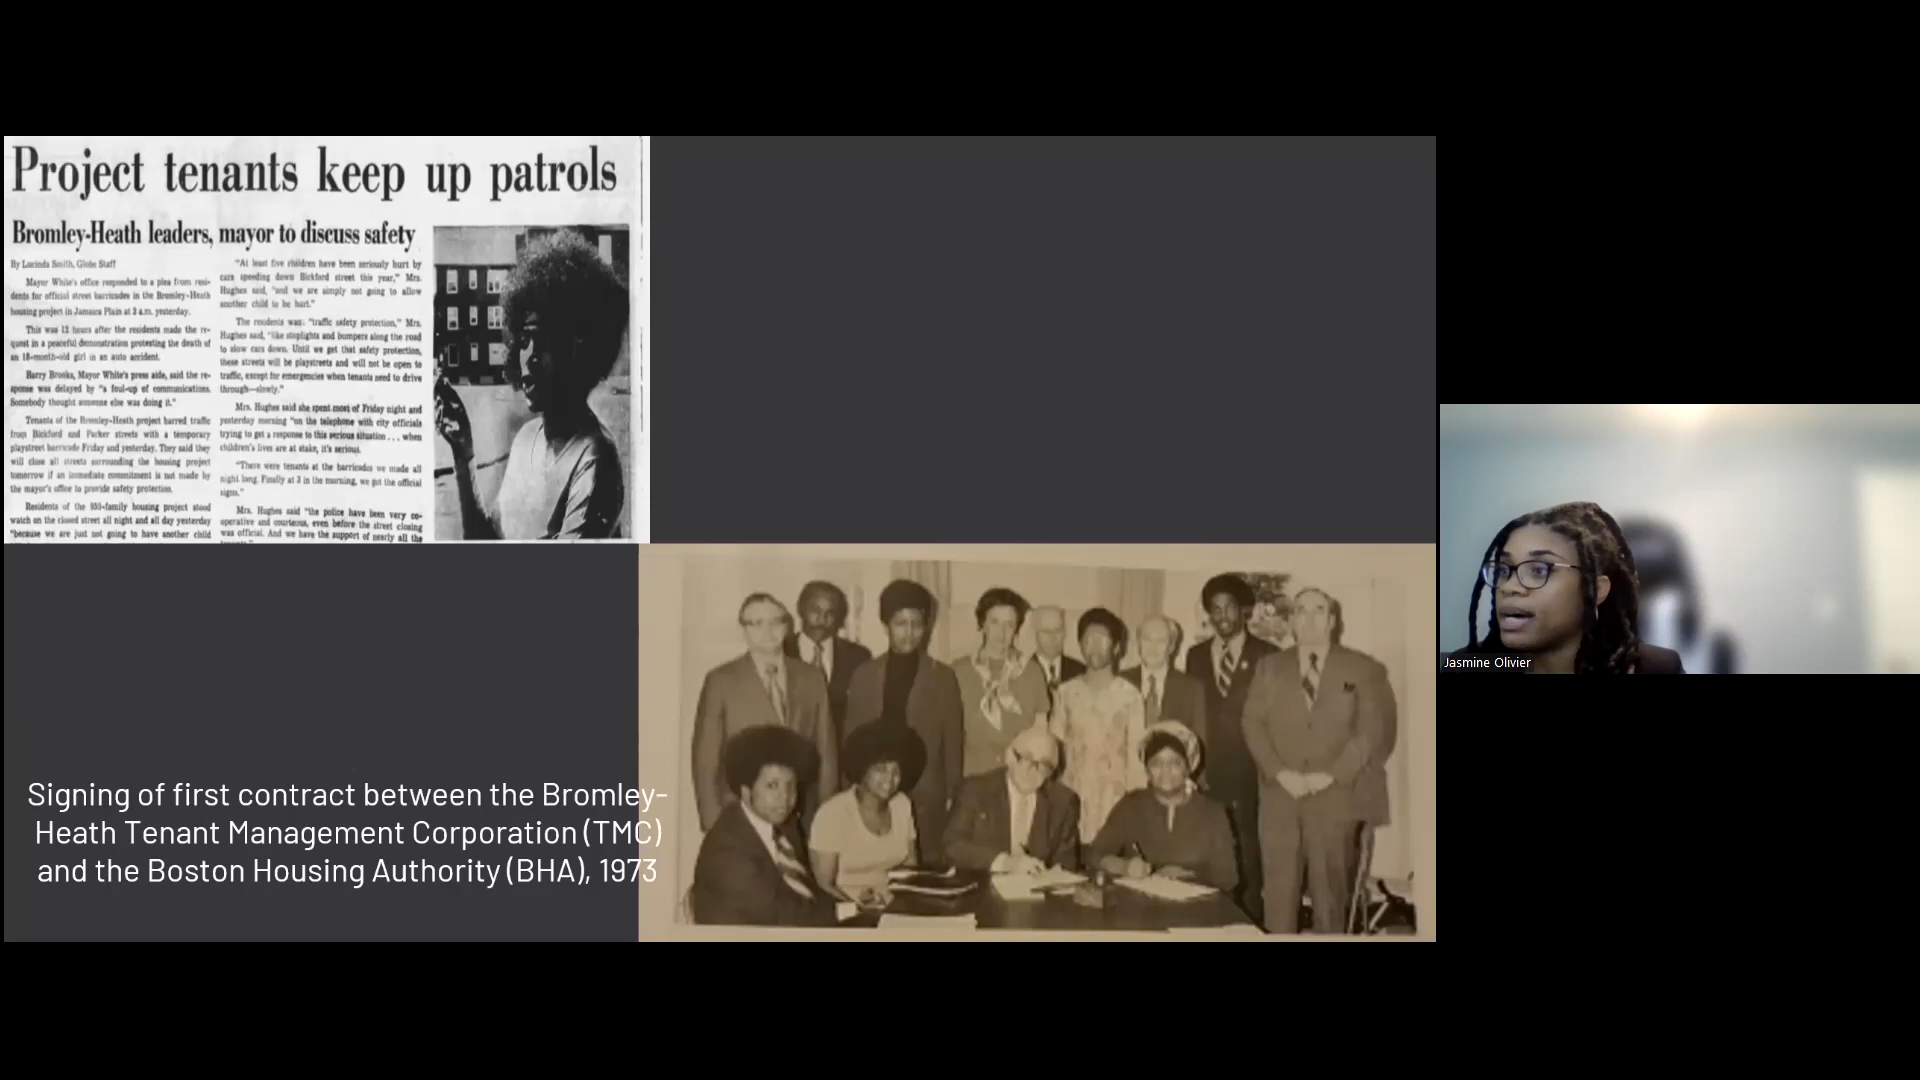 Project tenants keep up patrols
Bromley-Heath leaders, mayor to discuss safety
By Lucinda Smith, Globe Staff
Mayor White's office responded to a plea from resi-
dents for official street barricades in the Bromley-Heath
housing project in Jamaica Plain at 3 a.m. yesterday.
This was 12 hours after the residents made the re-
quest in a peaceful demonstration protesting the death of
an 18-month-old girl in an auto accident.
Barry Brooks, Mayor White's press aide, said the re-
sponse was delayed by "a foul-up of communications.
Somebody thought someone else was doing it."
Tenants of the Bromley-Heath project barred traffic
from Bickford and Parker streets with a temporary
playstreet barricade Friday and yesterday. They said they
will close all streets surrounding the housing project
tomorrow if an immediate commitment is not made by
the mayor's office to provide safety protection.
Residents of the 950-family housing project stood
watch on the closed street all night and all day yesterday
"because we are just not going to have another child
"At least five children have been seriously hurt by
cars speeding down Bickford street this year," Mrs.
Hughes said, "and we are simply not going to allow
another child to be hurt."
The residents was: "traffic safety protection," Mrs.
Hughes said, "like stoplights and bumpers along the road
to slow cars down. Until we get that safety protection,
these streets will be playstreets and will not be open to
traffic, except for emergencies when tenants need to drive
through—slowly."
Mrs. Hughes said she spent most of Friday night and
yesterday morning "on the telephone with city officials
trying to get a response to this serious situation . . . when
children's lives are at stake, it's serious.
"There were tenants at the barricades we made all
night long. Finally at 3 in the morning, we got the official
signs."
Mrs. Hughes said "the police have been very co-
operative and courteous, even before the street closing
was official. And we have the support of nearly all the
Signing of first contract between the Bromley-
Heath Tenant Management Corporation (TMC)
and the Boston Housing Authority (BHA), 1973
Jasmine Olivier